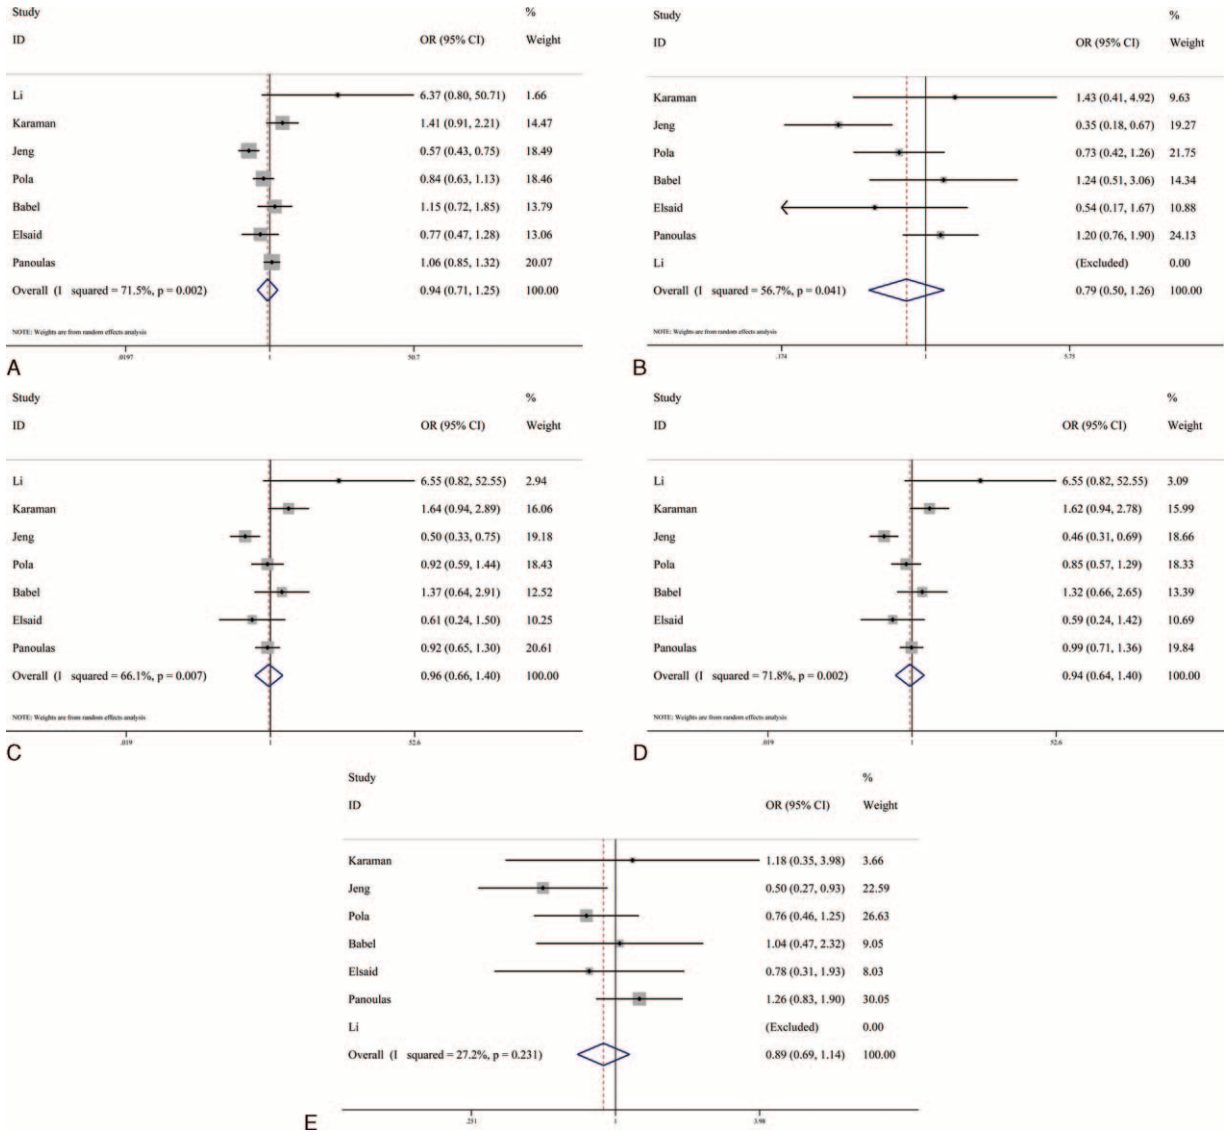 Study %
ID OR (95% CI) Weight
Li 6.37 (0.80, 50.71) 1.66
Karaman 1.41 (0.91, 2.21) 14.47
Jeng 0.57 (0.43, 0.75) 18.49
Pola 0.84 (0.63, 1.13) 18.46
Babel 1.15 (0.72, 1.85) 13.79
Elsaid 0.77 (0.47, 1.28) 13.06
Panoulas 1.06 (0.85, 1.32) 20.07
Overall (I squared = 71.5%, p = 0.002) 0.94 (0.71, 1.25) 100.00
NOTE: Weights are from random effects analysis
.0197 1 50.7
A
Study %
ID OR (95% CI) Weight
Karaman 1.43 (0.41, 4.92) 9.63
Jeng 0.35 (0.18, 0.67) 19.27
Pola 0.73 (0.42, 1.26) 21.75
Babel 1.24 (0.51, 3.06) 14.34
Elsaid 0.54 (0.17, 1.67) 10.88
Panoulas 1.20 (0.76, 1.90) 24.13
Li (Excluded) 0.00
Overall (I squared = 56.7%, p = 0.041) 0.79 (0.50, 1.26) 100.00
NOTE: Weights are from random effects analysis
.174 1 5.75
B
Study %
ID OR (95% CI) Weight
Li 6.55 (0.82, 52.55) 2.94
Karaman 1.64 (0.94, 2.89) 16.06
Jeng 0.50 (0.33, 0.75) 19.18
Pola 0.92 (0.59, 1.44) 18.43
Babel 1.37 (0.64, 2.91) 12.52
Elsaid 0.61 (0.24, 1.50) 10.25
Panoulas 0.92 (0.65, 1.30) 20.61
Overall (I squared = 66.1%, p = 0.007) 0.96 (0.66, 1.40) 100.00
NOTE: Weights are from random effects analysis
.019 1 52.6
C
Study %
ID OR (95% CI) Weight
Li 6.55 (0.82, 52.55) 3.09
Karaman 1.62 (0.94, 2.78) 15.99
Jeng 0.46 (0.31, 0.69) 18.66
Pola 0.85 (0.57, 1.29) 18.33
Babel 1.32 (0.66, 2.65) 13.39
Elsaid 0.59 (0.24, 1.42) 10.69
Panoulas 0.99 (0.71, 1.36) 19.84
Overall (I squared = 71.8%, p = 0.002) 0.94 (0.64, 1.40) 100.00
NOTE: Weights are from random effects analysis
.019 1 52.6
D
Study %
ID OR (95% CI) Weight
Karaman 1.18 (0.35, 3.98) 3.66
Jeng 0.50 (0.27, 0.93) 22.59
Pola 0.76 (0.46, 1.25) 26.63
Babel 1.04 (0.47, 2.32) 9.05
Elsaid 0.78 (0.31, 1.93) 8.03
Panoulas 1.26 (0.83, 1.90) 30.05
Li (Excluded) 0.00
Overall (I squared = 27.2%, p = 0.231) 0.89 (0.69, 1.14) 100.00
.251 1 3.98
E